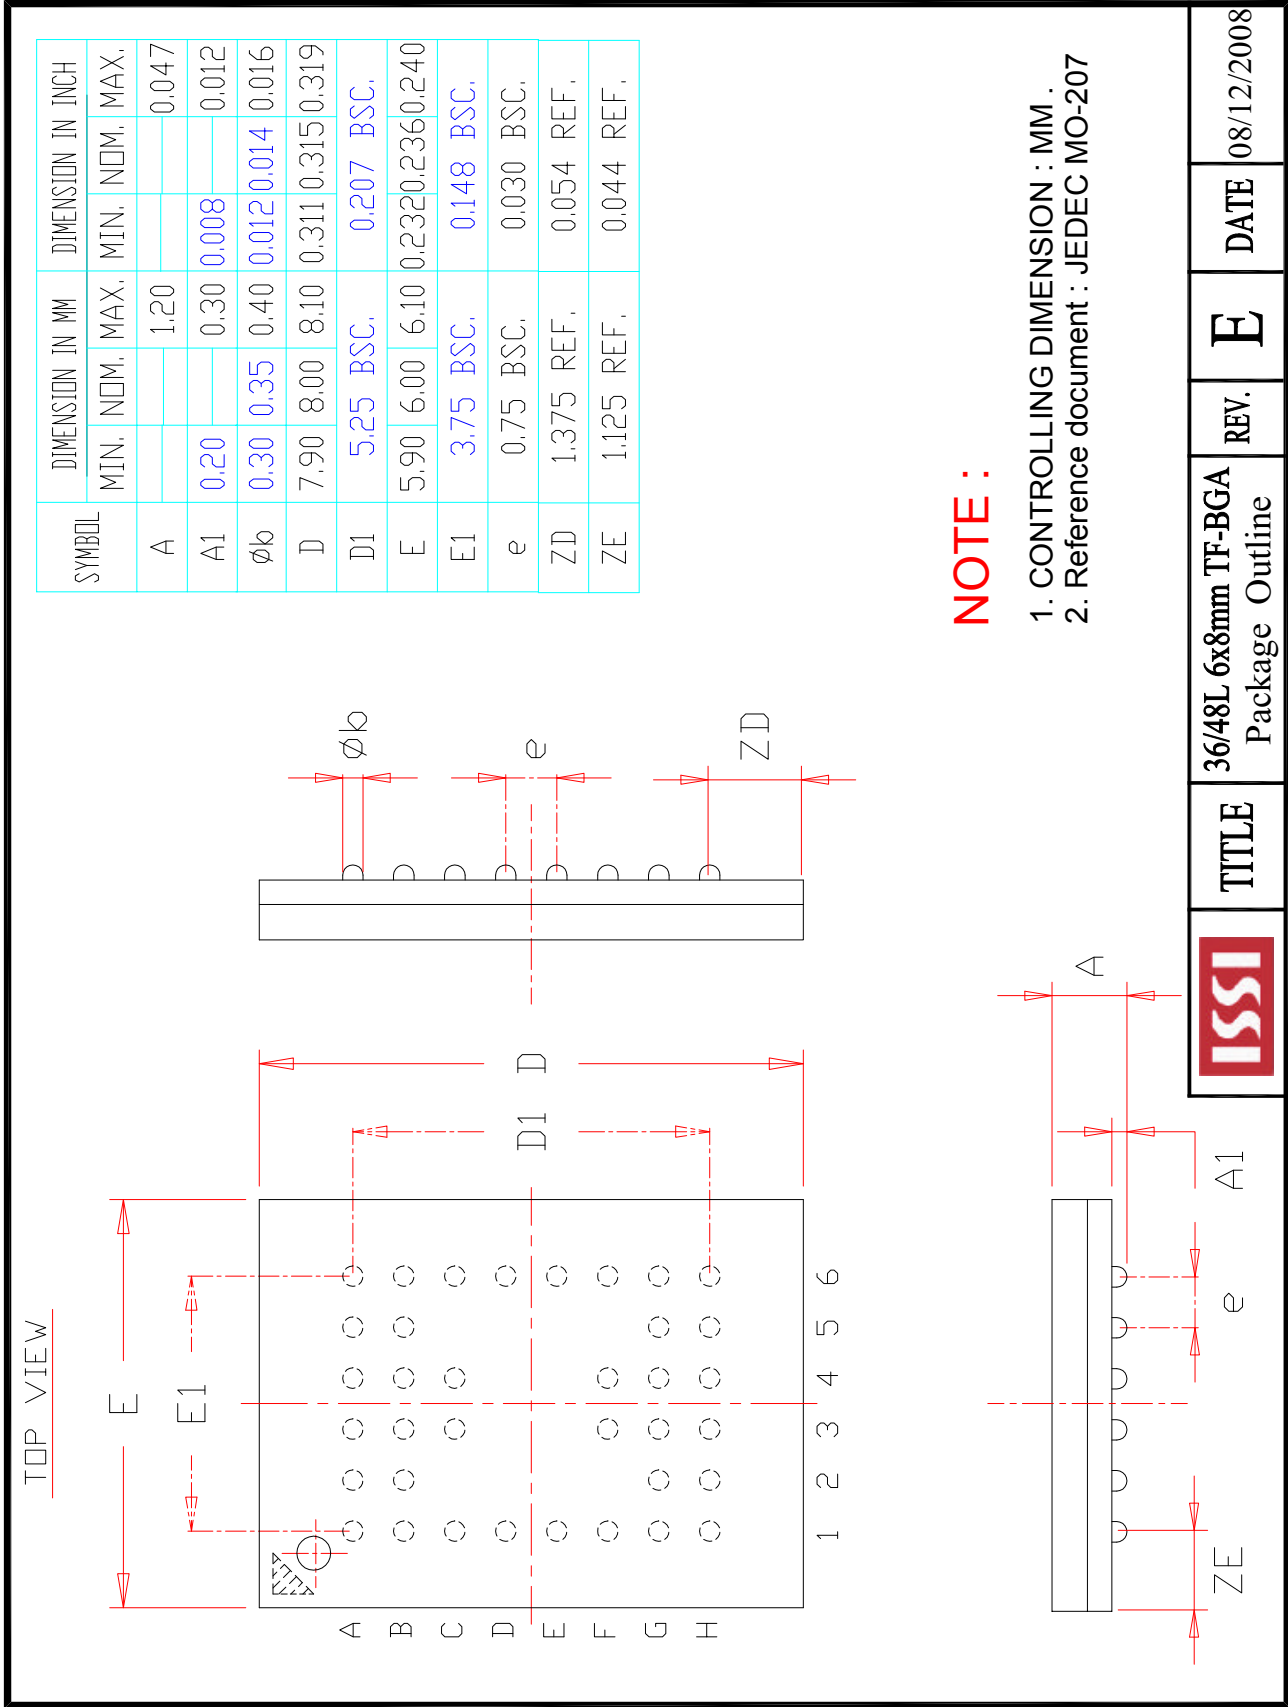 TOP VIEW
E
E1
D
D1
A
B
C
D
E
F
G
H
1 2 3 4 5 6
Øb
e
ZD
ZE
e
A1
A
SYMBOL DIMENSION IN MM DIMENSION IN INCH
MIN. NOM. MAX. MIN. NOM. MAX.
A 1.20 0.047
A1 0.20 0.30 0.008 0.012
Øb 0.30 0.35 0.40 0.012 0.014 0.016
D 7.90 8.00 8.10 0.311 0.315 0.319
D1 5.25 BSC. 0.207 BSC.
E 5.90 6.00 6.10 0.232 0.236 0.240
E1 3.75 BSC. 0.148 BSC.
e 0.75 BSC. 0.030 BSC.
ZD 1.375 REF. 0.054 REF.
ZE 1.125 REF. 0.044 REF.
NOTE :
1. CONTROLLING DIMENSION : MM .
2. Reference document : JEDEC MO-207
ISSI
TITLE
36/48L 6x8mm TF-BGA
Package Outline
REV.
E
DATE
08/12/2008